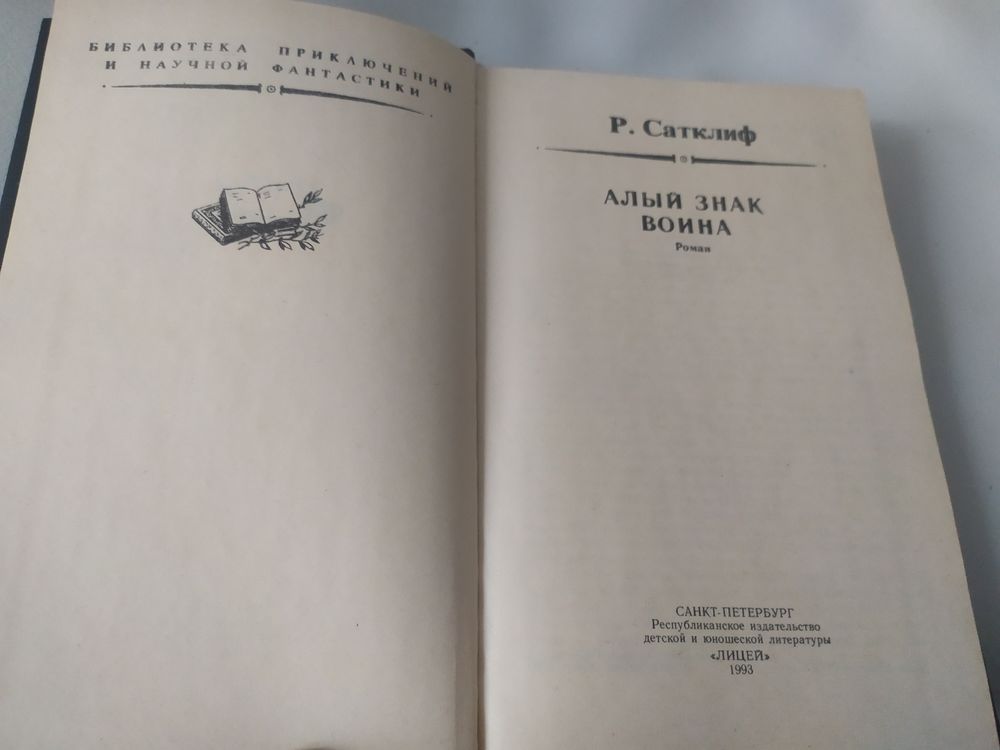 БИБЛИОТЕКА ПРИКЛЮЧЕНИЙ
И НАУЧНОЙ ФАНТАСТИКИ
Р. Сатклиф
АЛЫЙ ЗНАК
ВОИНА
Роман
САНКТ-ПЕТЕРБУРГ
Республиканское издательство
детской и юношеской литературы
«ЛИЦЕЙ»
1993